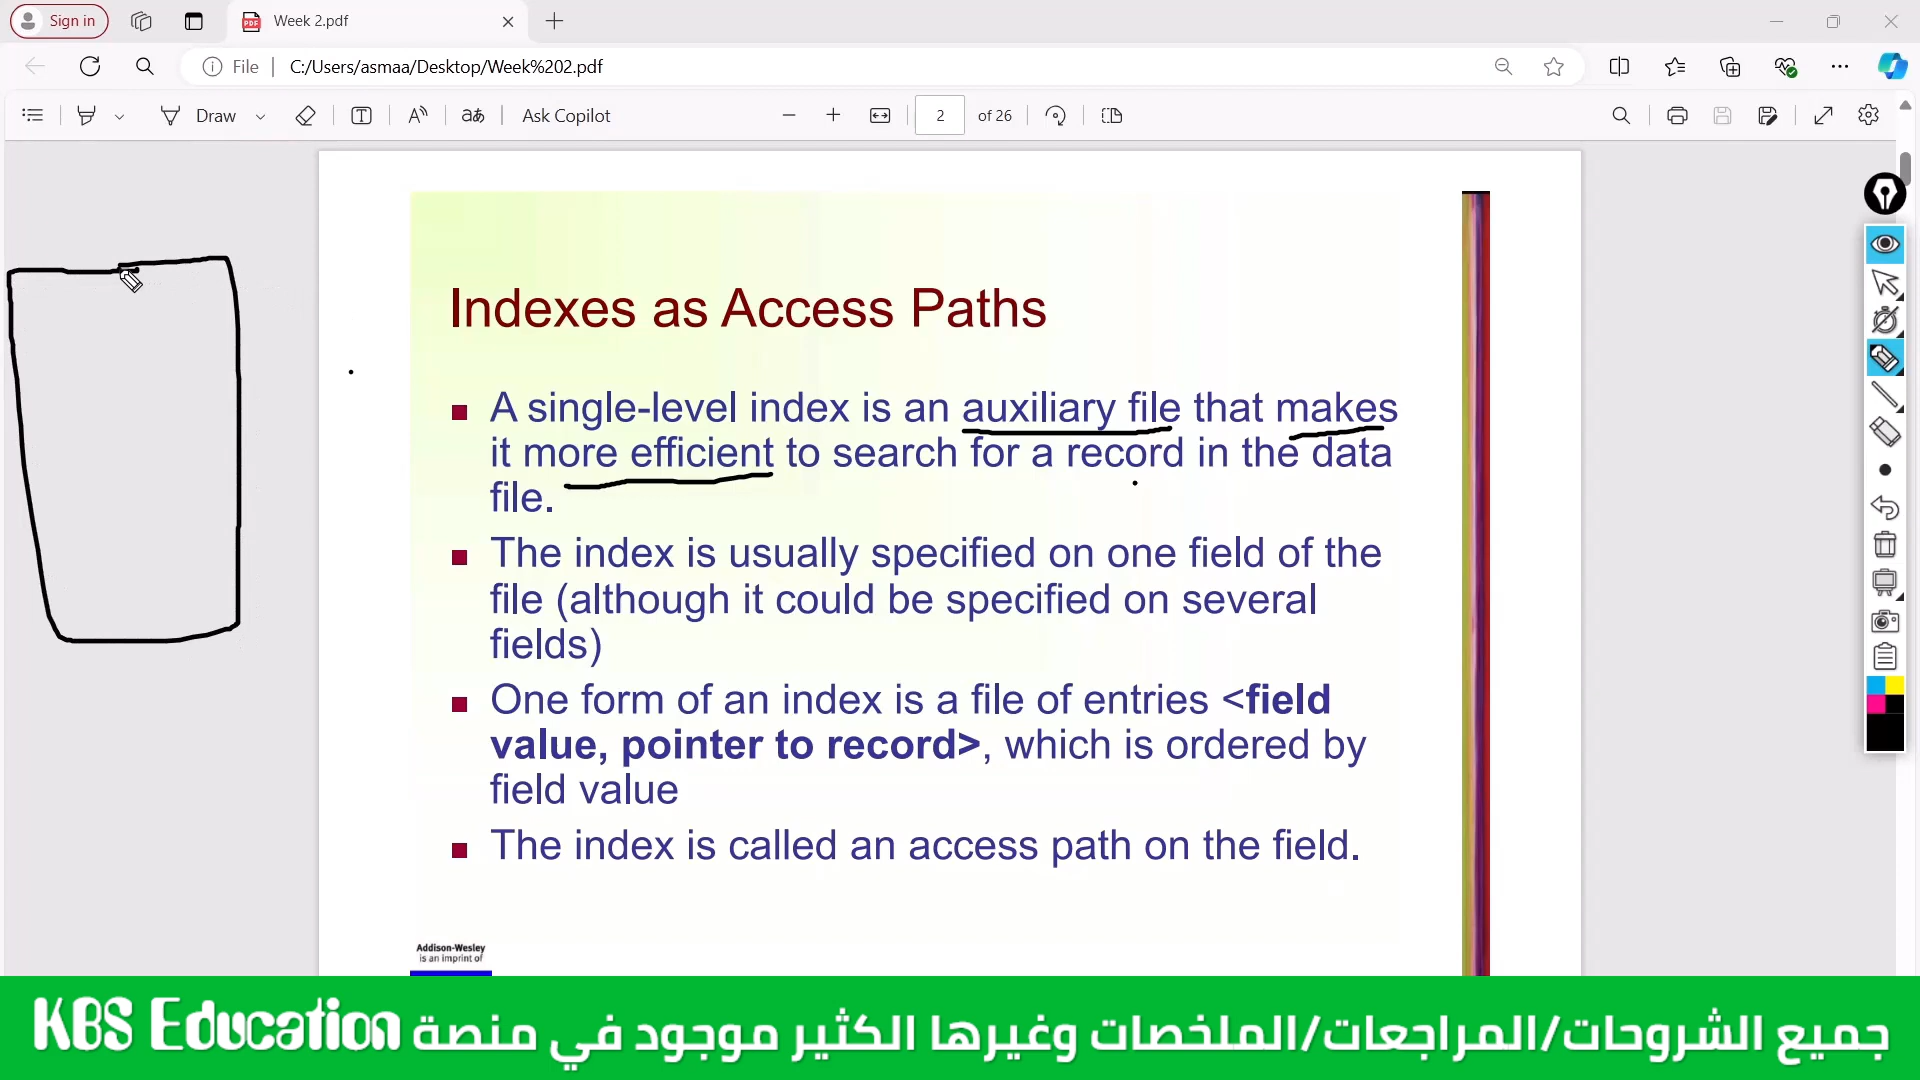 Sign in
Week 2.pdf
File
C:/Users/asmaa/Desktop/Week%202.pdf
Draw
aあ
Ask Copilot
2 of 26
Indexes as Access Paths
A single-level index is an auxiliary file that makes
it more efficient to search for a record in the data
file.
The index is usually specified on one field of the
file (although it could be specified on several
fields)
One form of an index is a file of entries <field
value, pointer to record>, which is ordered by
field value
The index is called an access path on the field.
Addison-Wesley
is an imprint of
جميع الشروحات/المراجعات/الملخصات وغيرها الكثير موجود في منصة KBS Education